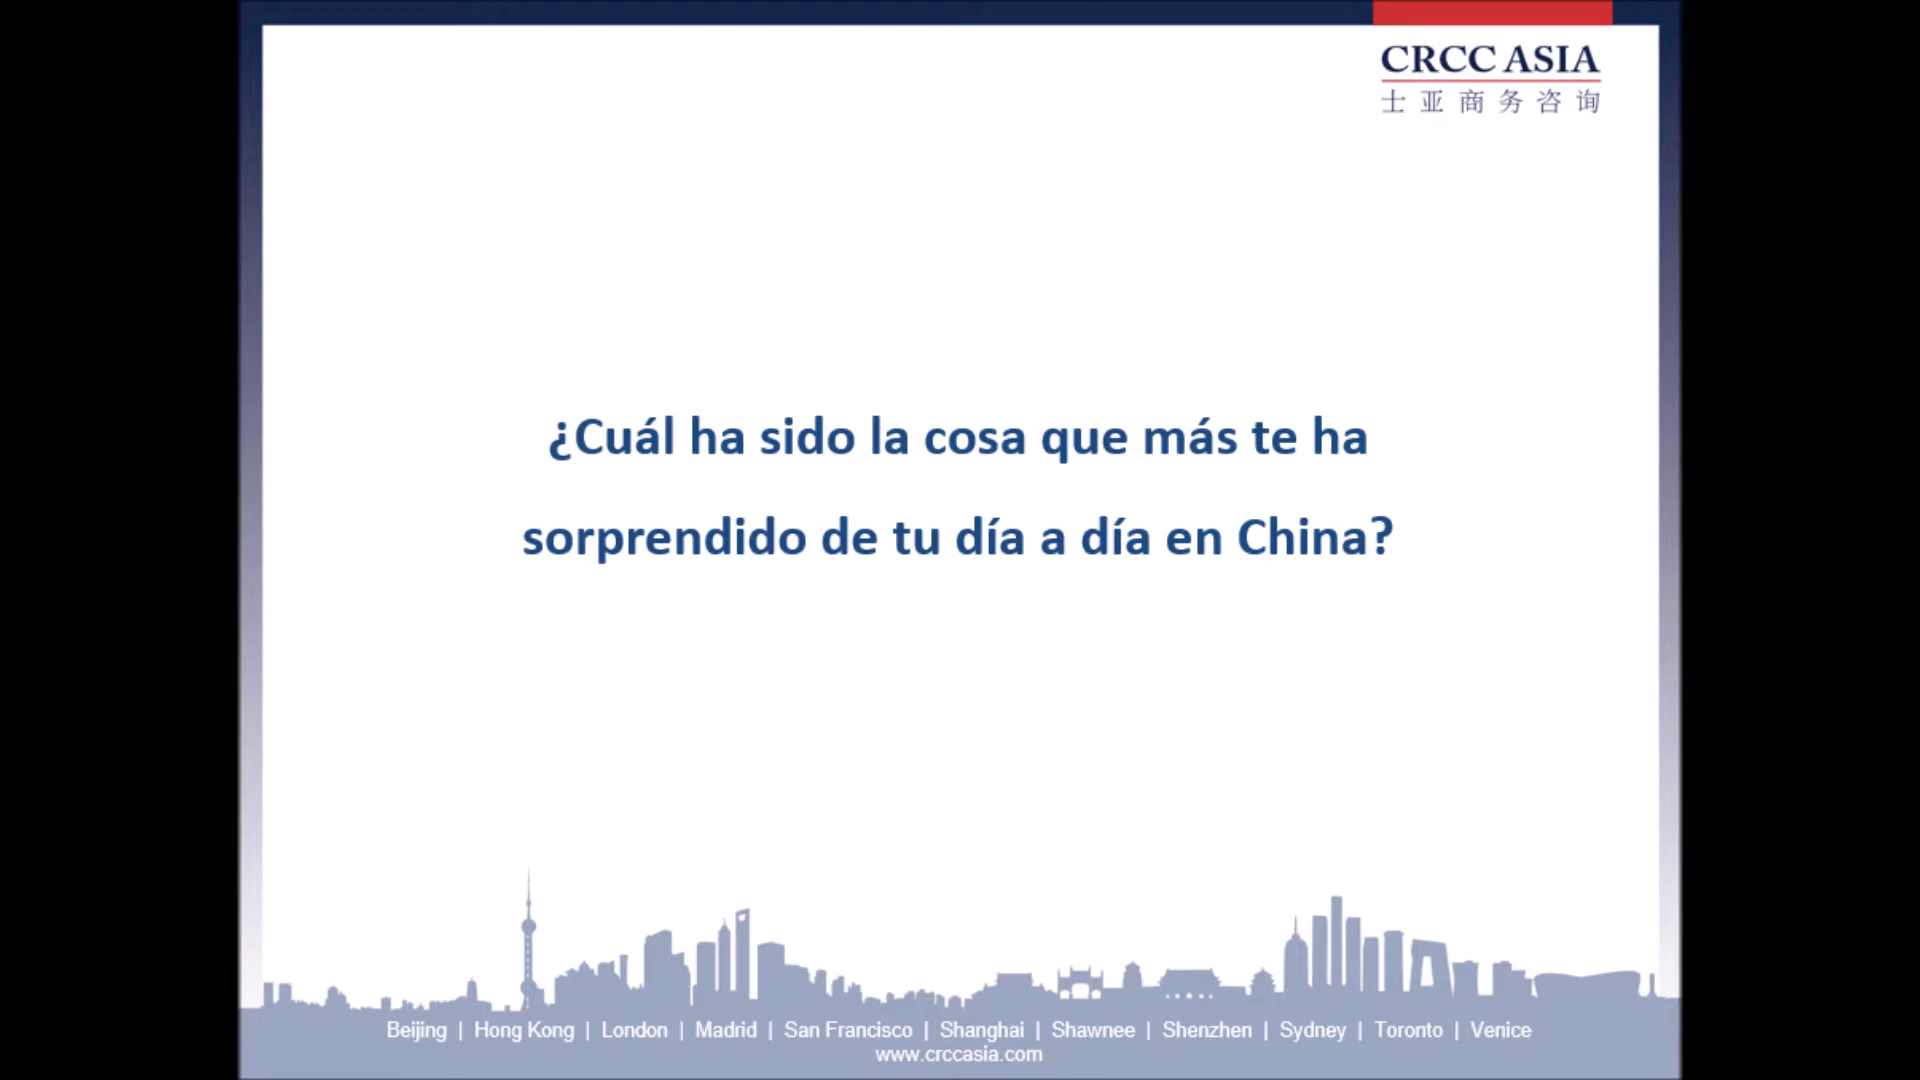 CRCC ASIA
士亚商务咨询
¿Cuál ha sido la cosa que más te ha
sorprendido de tu día a día en China?
Beijing | Hong Kong | London | Madrid | San Francisco | Shanghai | Shawnee | Shenzhen | Sydney | Toronto | Venice
www.crccasia.com